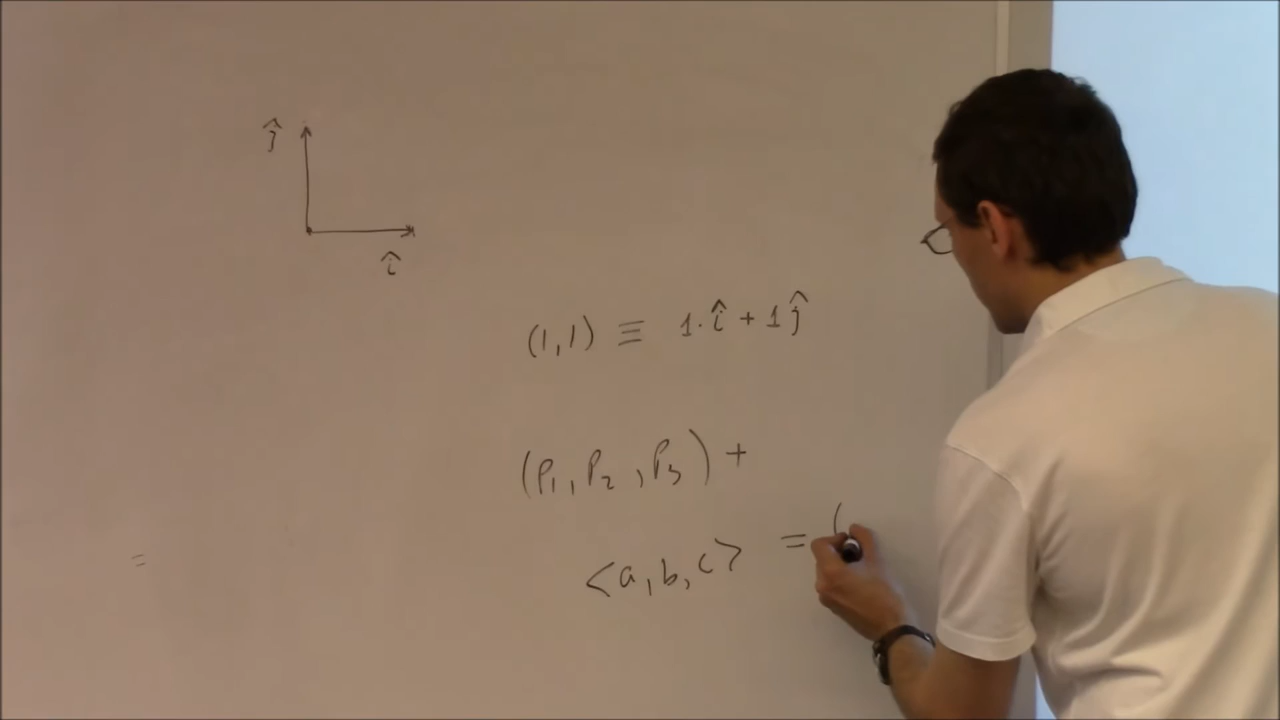 ĵ
î
(1,1) ≡ 1·î + 1ĵ
(P₁, P₂, P₃) +
<a, b, c> = (
=